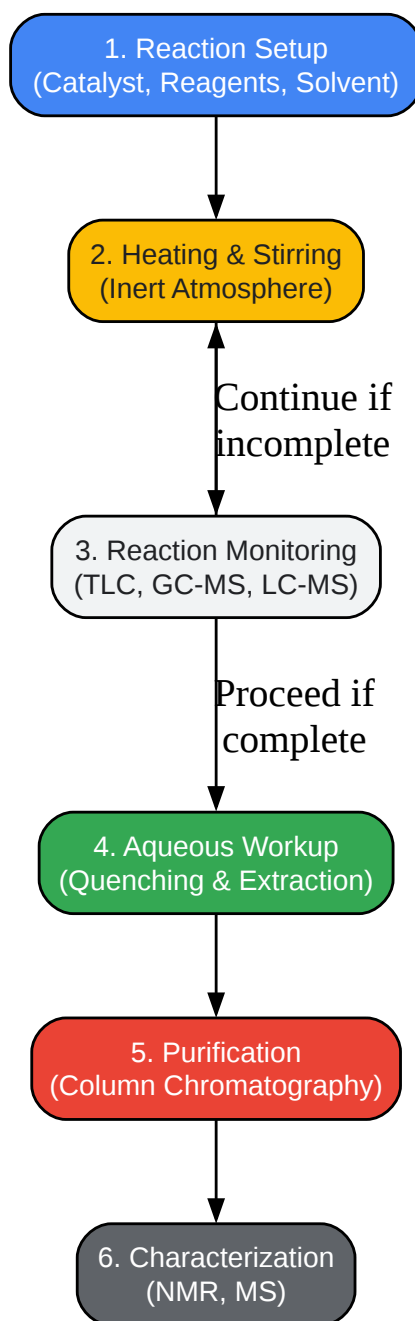 1. Reaction Setup
(Catalyst, Reagents, Solvent)
2. Heating & Stirring
(Inert Atmosphere)
Continue if
incomplete
3. Reaction Monitoring
(TLC, GC-MS, LC-MS)
Proceed if
complete
4. Aqueous Workup
(Quenching & Extraction)
5. Purification
(Column Chromatography)
6. Characterization
(NMR, MS)